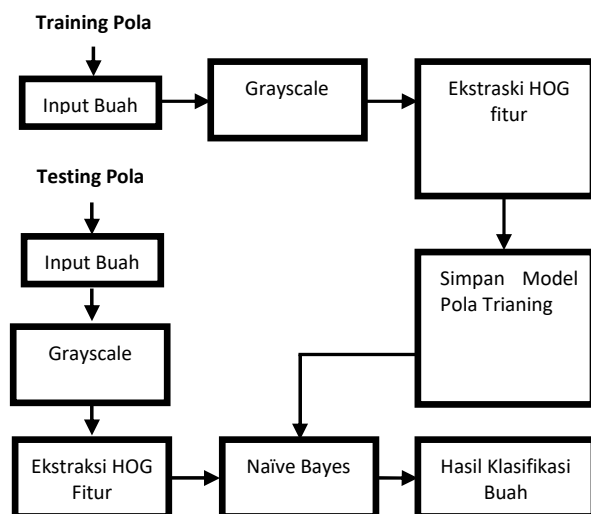 Training Pola
Input Buah
Grayscale
Ekstraski HOG
fitur
Testing Pola
Input Buah
Simpan Model
Pola Trianing
Grayscale
Ekstraksi HOG
Fitur
Naïve Bayes
Hasil Klasifikasi
Buah